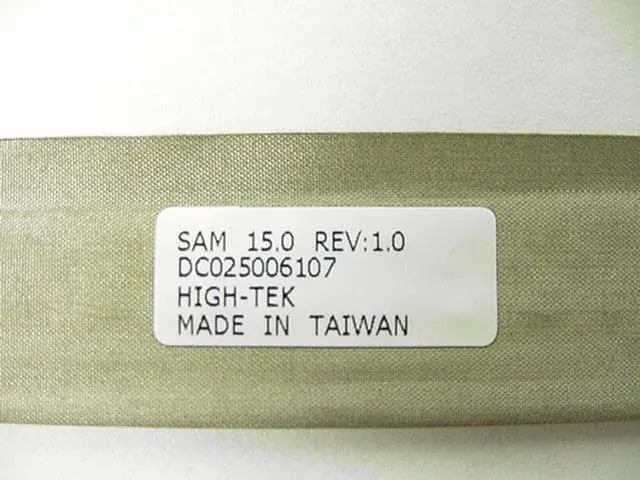 SAM 15.0 REV:1.0
DC025006107
HIGH-TEK
MADE IN TAIWAN